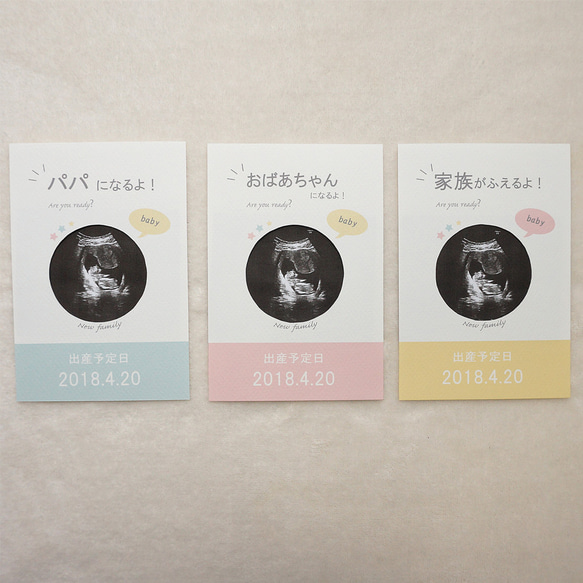 パパになるよ!
Are you ready?
baby
New family
出産予定日
2018.4.20
おばあちゃん
になるよ!
Are you ready?
baby
New family
出産予定日
2018.4.20
家族がふえるよ!
Are you ready?
baby
New family
出産予定日
2018.4.20